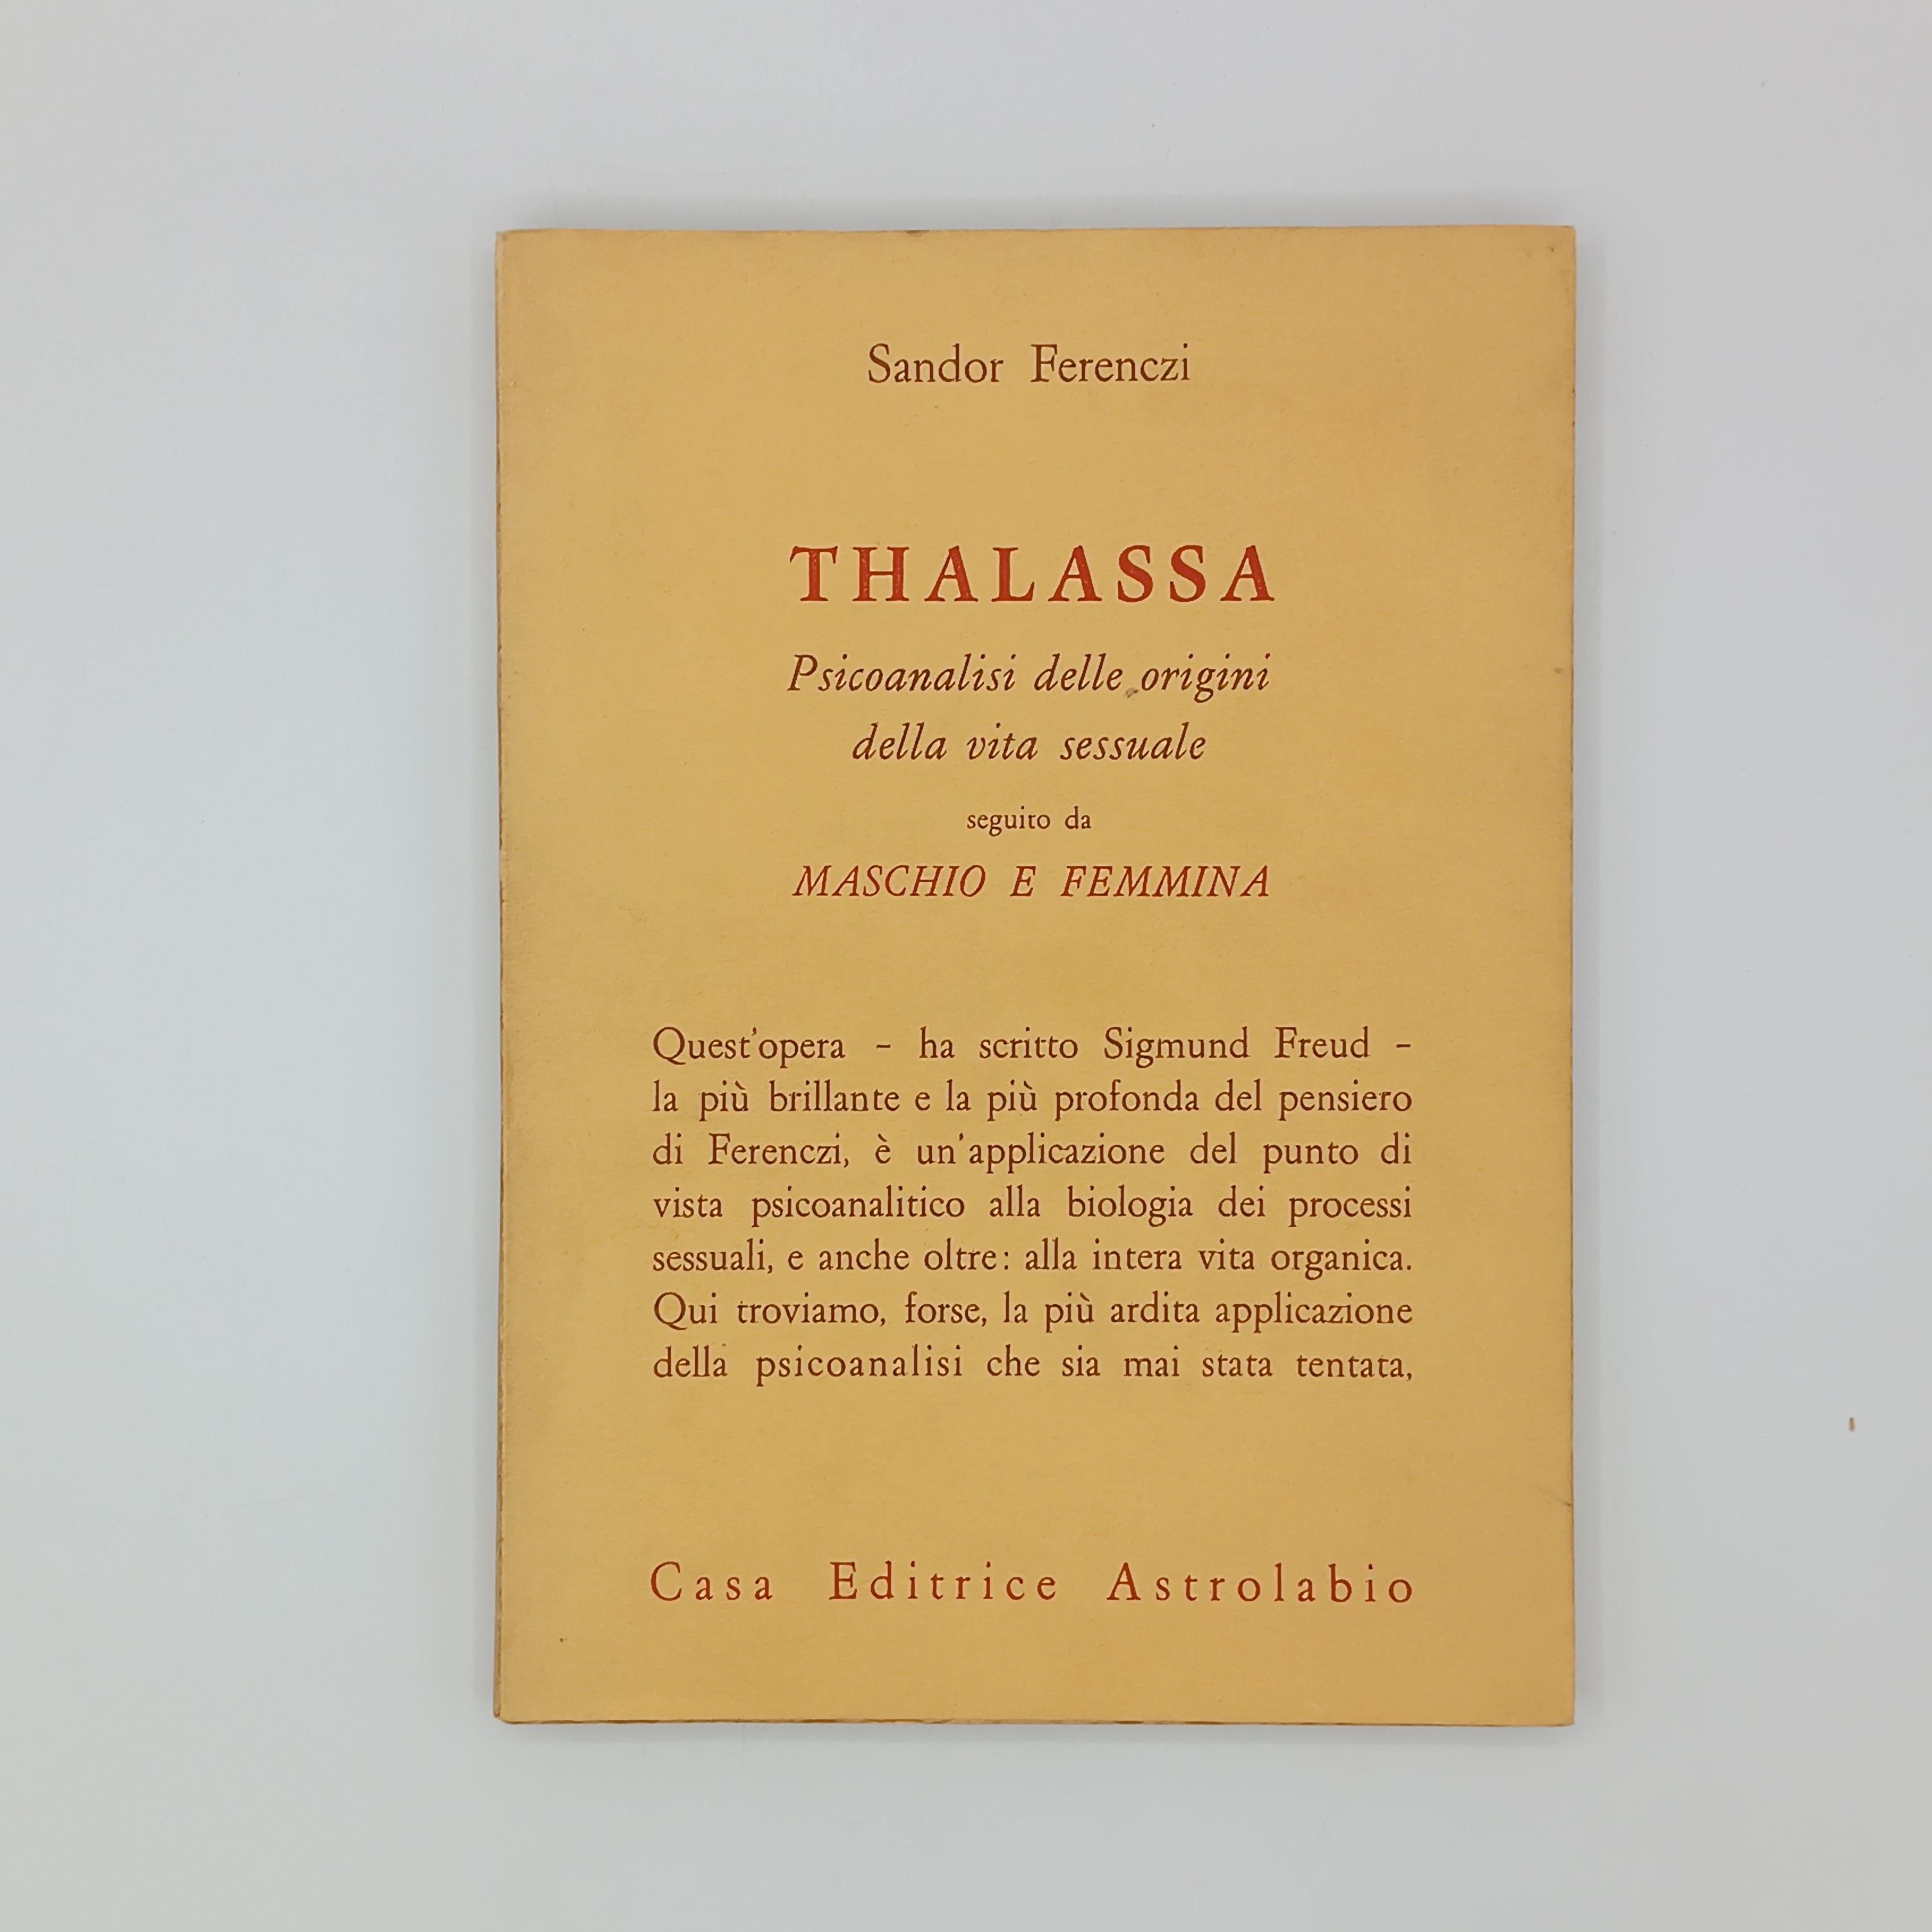 Sandor Ferenczi
THALASSA
Psicoanalisi delle origini
della vita sessuale
seguito da
MASCHIO E FEMMINA
Quest'opera – ha scritto Sigmund Freud –
la più brillante e la più profonda del pensiero
di Ferenczi, è un'applicazione del punto di
vista psicoanalitico alla biologia dei processi
sessuali, e anche oltre: alla intera vita organica.
Qui troviamo, forse, la più ardita applicazione
della psicoanalisi che sia mai stata tentata,
Casa Editrice Astrolabio